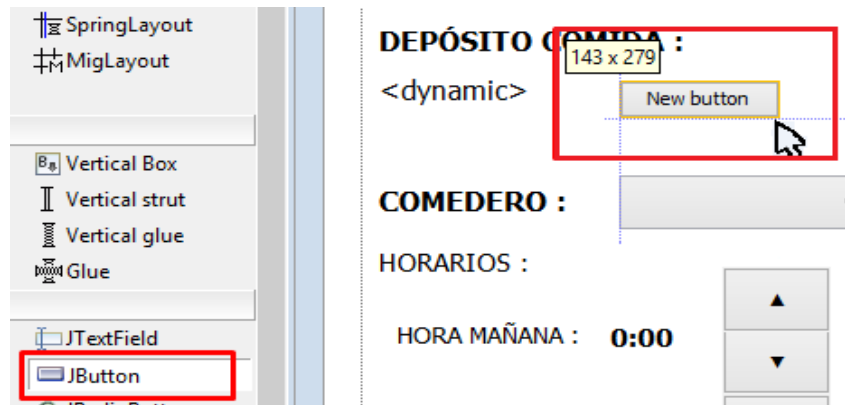 SpringLayout
MigLayout
Vertical Box
Vertical strut
Vertical glue
Glue
JTextField
JButton
DEPÓSITO COMIDA :
143 x 279
<dynamic>
New button
COMEDERO :
HORARIOS :
HORA MAÑANA : 0:00